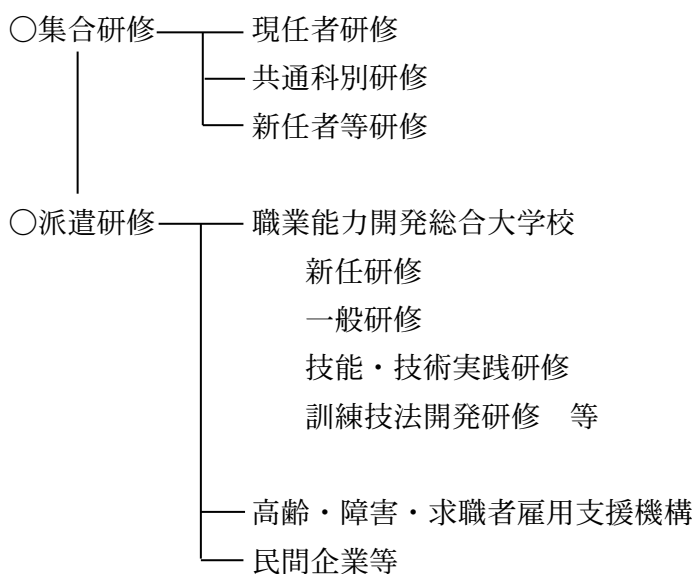 ○集合研修
現任者研修
共通科別研修
新任者等研修
○派遣研修
職業能力開発総合大学校
新任研修
一般研修
技能・技術実践研修
訓練技法開発研修　等
高齢・障害・求職者雇用支援機構
民間企業等